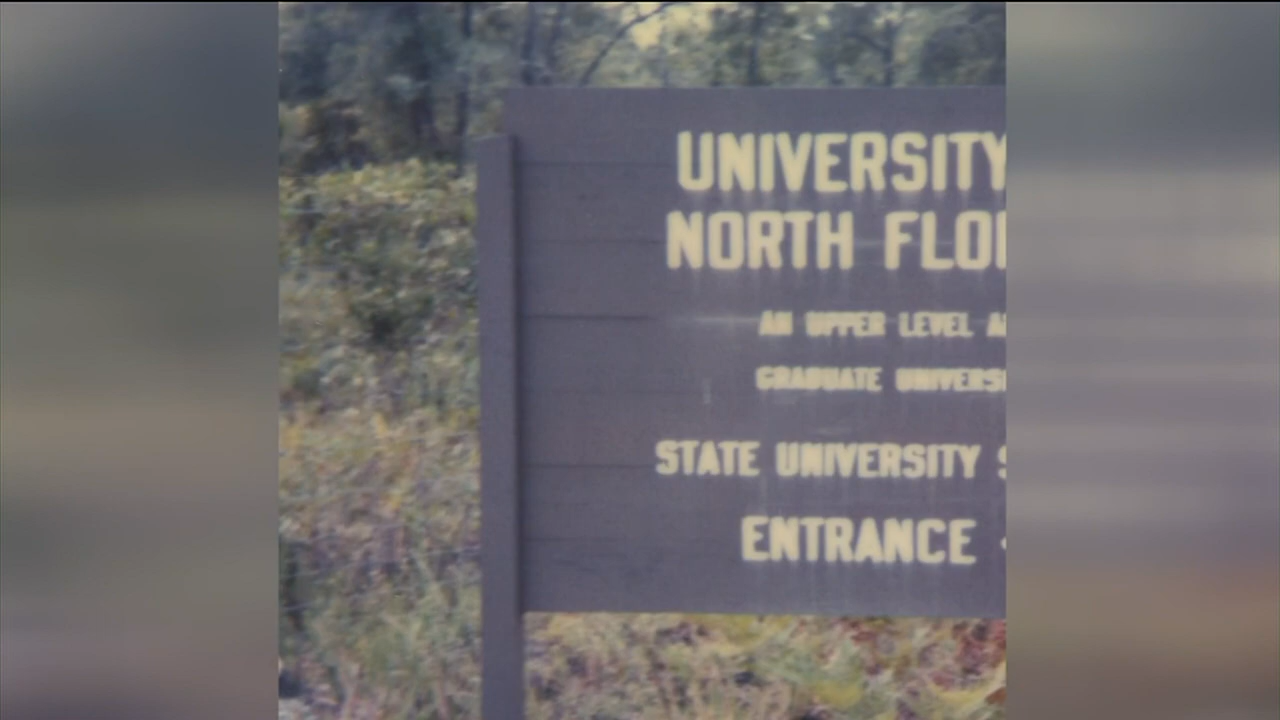 UNIVERSITY
NORTH FLO
AN UPPER LEVEL A
GRADUATE UNIVERS
STATE UNIVERSITY S
ENTRANCE